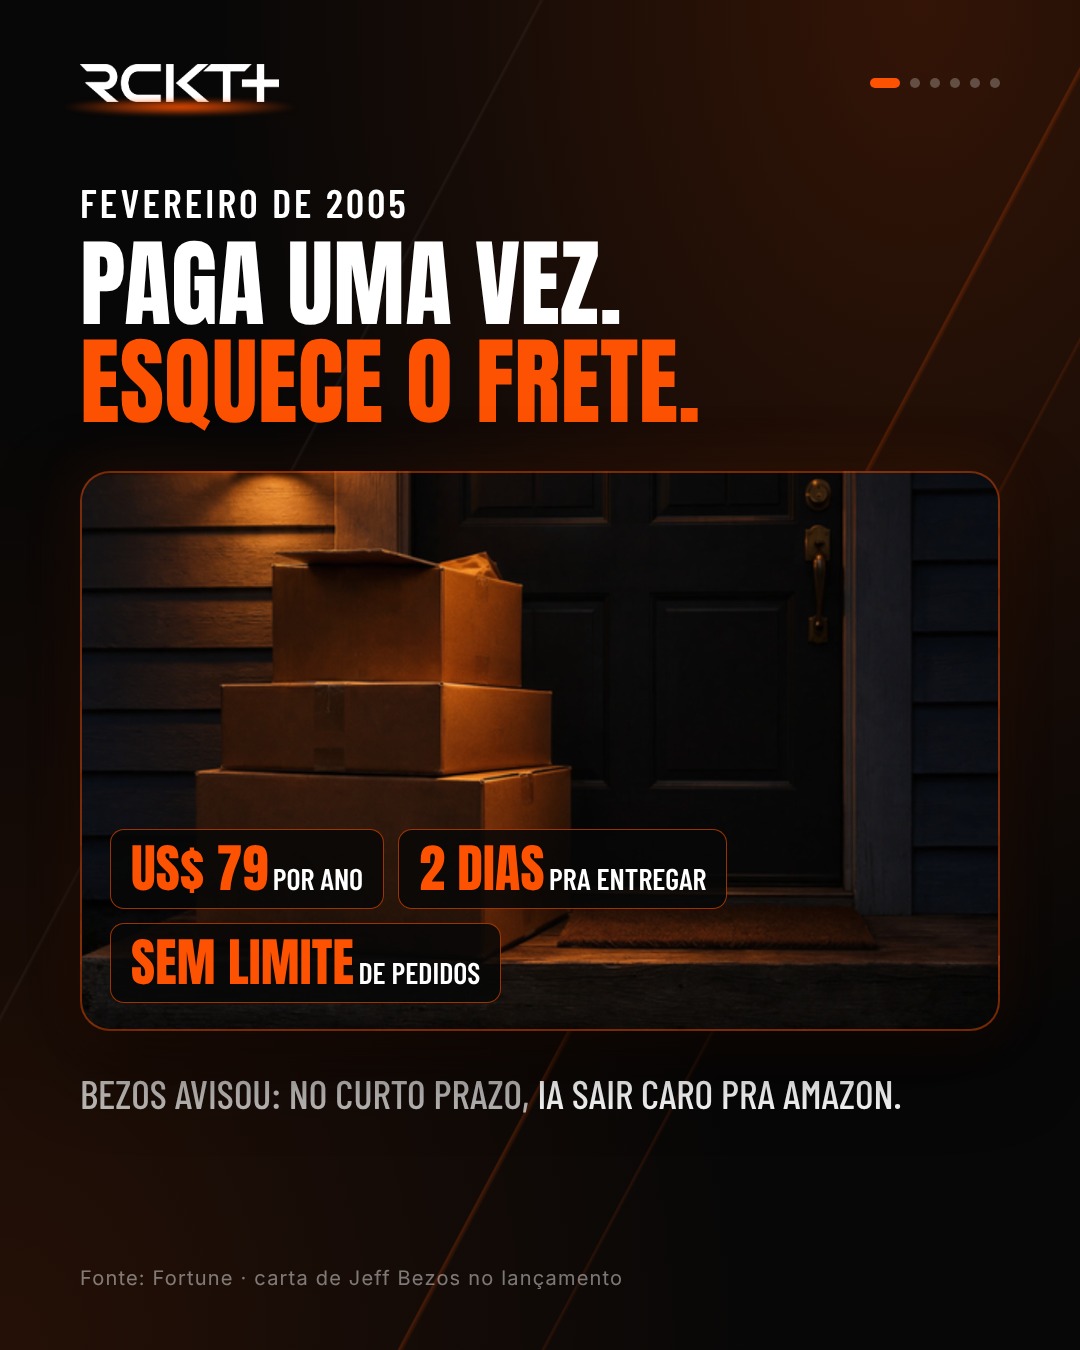 RCKT+
FEVEREIRO DE 2005
PAGA UMA VEZ.
ESQUECE O FRETE.
US$ 79 POR ANO
2 DIAS PRA ENTREGAR
SEM LIMITE DE PEDIDOS
BEZOS AVISOU: NO CURTO PRAZO, IA SAIR CARO PRA AMAZON.
Fonte: Fortune · carta de Jeff Bezos no lançamento